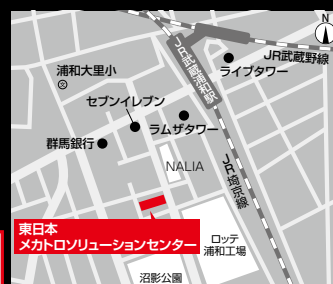 N
JR武蔵野線
JR武蔵浦和駅
ライブタワー
浦和大里小
セブンイレブン
ラムザタワー
群馬銀行
NALIA
JR埼京線
東日本
メカトロソリューションセンター
ロッテ
浦和工場
沼影公園